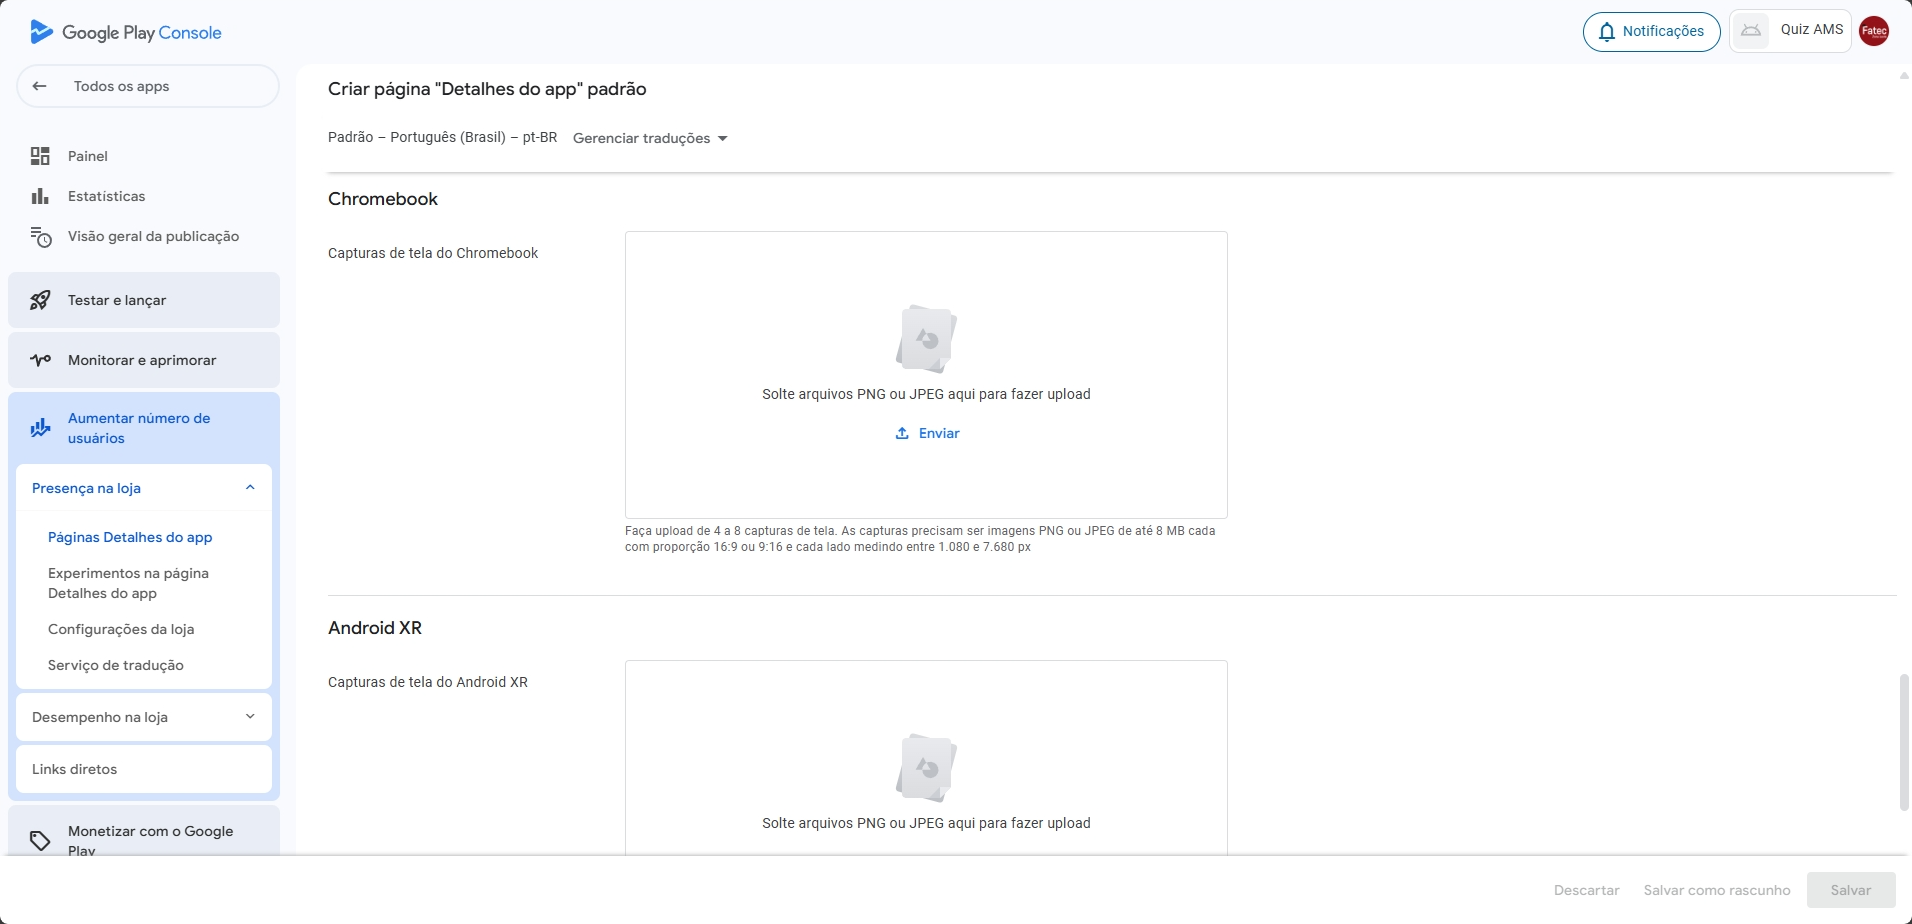 Google Play Console
Notificações
Quiz AMS
Fatec
Todos os apps
Painel
Estatísticas
Visão geral da publicação
Testar e lançar
Monitorar e aprimorar
Aumentar número de
usuários
Presença na loja
Páginas Detalhes do app
Experimentos na página
Detalhes do app
Configurações da loja
Serviço de tradução
Desempenho na loja
Links diretos
Monetizar com o Google
Play
Criar página "Detalhes do app" padrão
Padrão – Português (Brasil) – pt-BR
Gerenciar traduções
Chromebook
Capturas de tela do Chromebook
Solte arquivos PNG ou JPEG aqui para fazer upload
Enviar
Faça upload de 4 a 8 capturas de tela. As capturas precisam ser imagens PNG ou JPEG de até 8 MB cada
com proporção 16:9 ou 9:16 e cada lado medindo entre 1.080 e 7.680 px
Android XR
Capturas de tela do Android XR
Solte arquivos PNG ou JPEG aqui para fazer upload
Descartar
Salvar como rascunho
Salvar